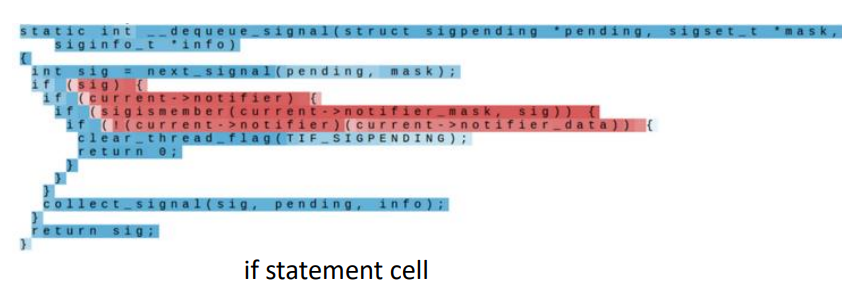 static int __dequeue_signal(struct sigpending *pending, sigset_t *mask,
siginfo_t *info)
{
int sig = next_signal(pending, mask);
if (sig) {
if (current->notifier) {
if (sigismember(current->notifier_mask, sig)) {
if (!(current->notifier)(current->notifier_data)) {
clear_thread_flag(TIF_SIGPENDING);
return 0;
}
}
}
collect_signal(sig, pending, info);
}
return sig;
}
if statement cell